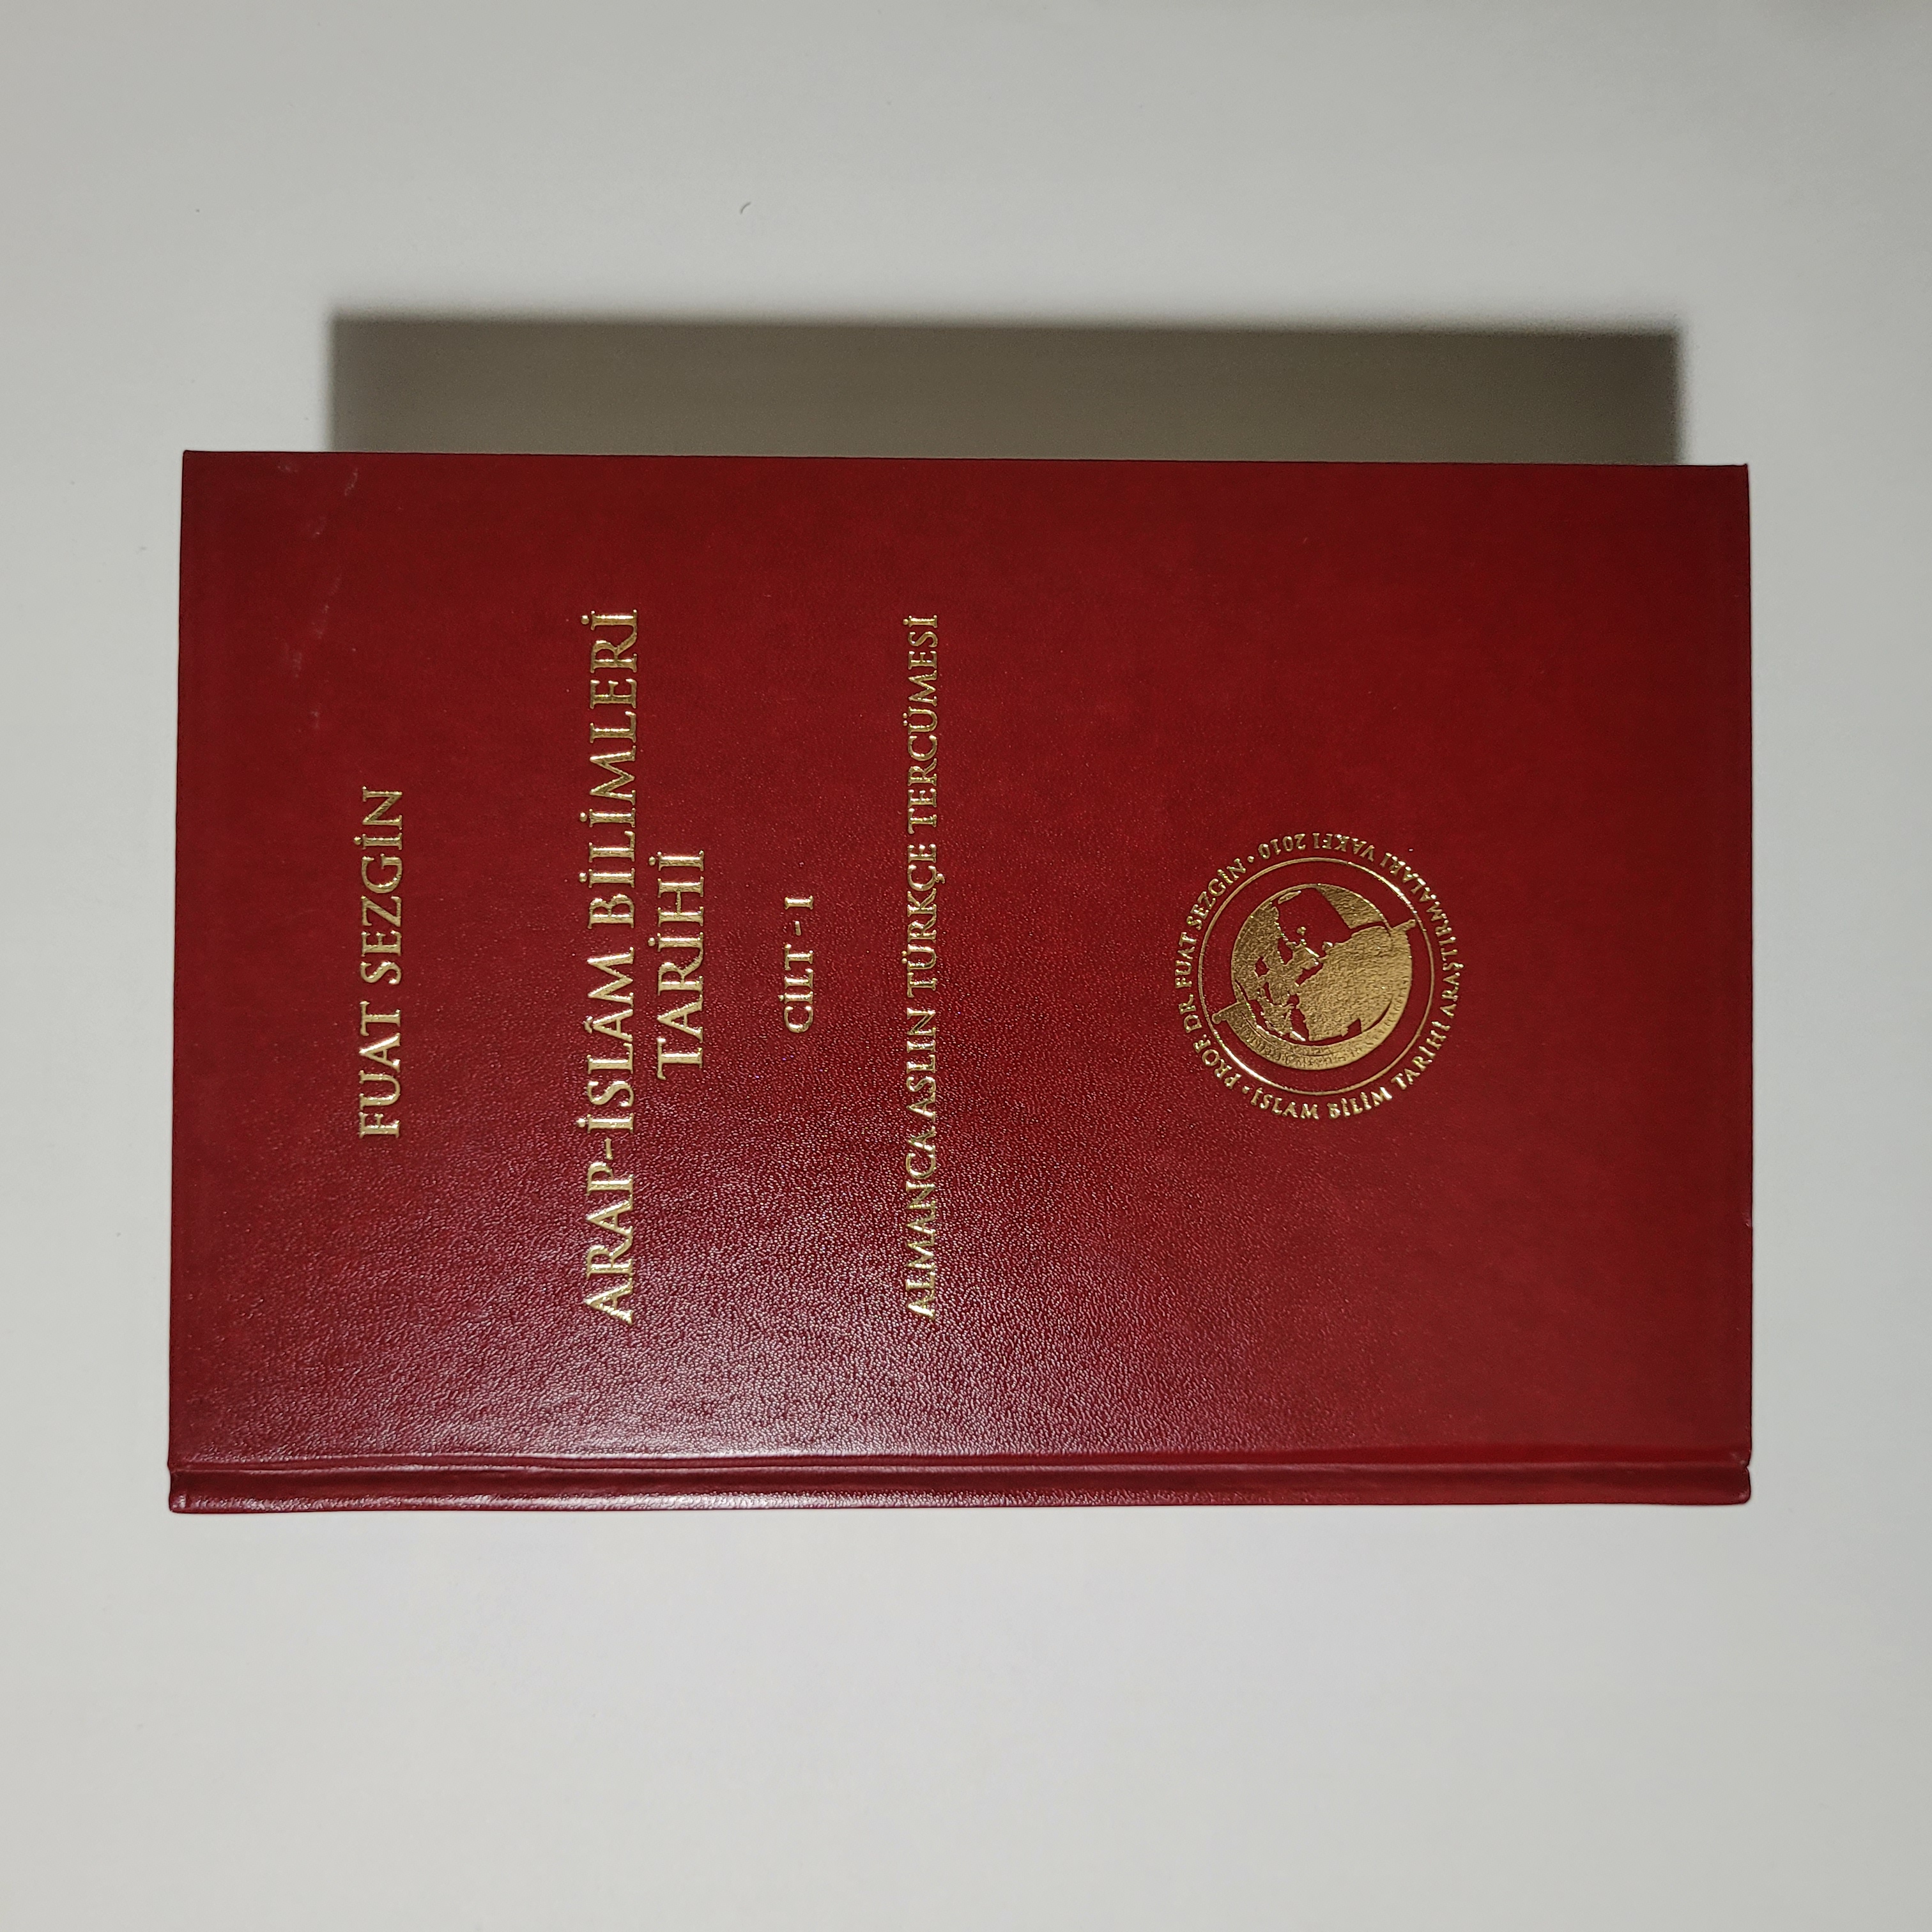 FUAT SEZGİN
ARAP-İSLÂM BİLİMLERİ
TARİHİ
CİLT - I
ALMANCA ASLIN TÜRKÇE TERCÜMESİ
• PROF. DR. FUAT SEZGİN • 2010
İSLAM BİLİM TARİHİ ARAŞTIRMALARI VAKFI